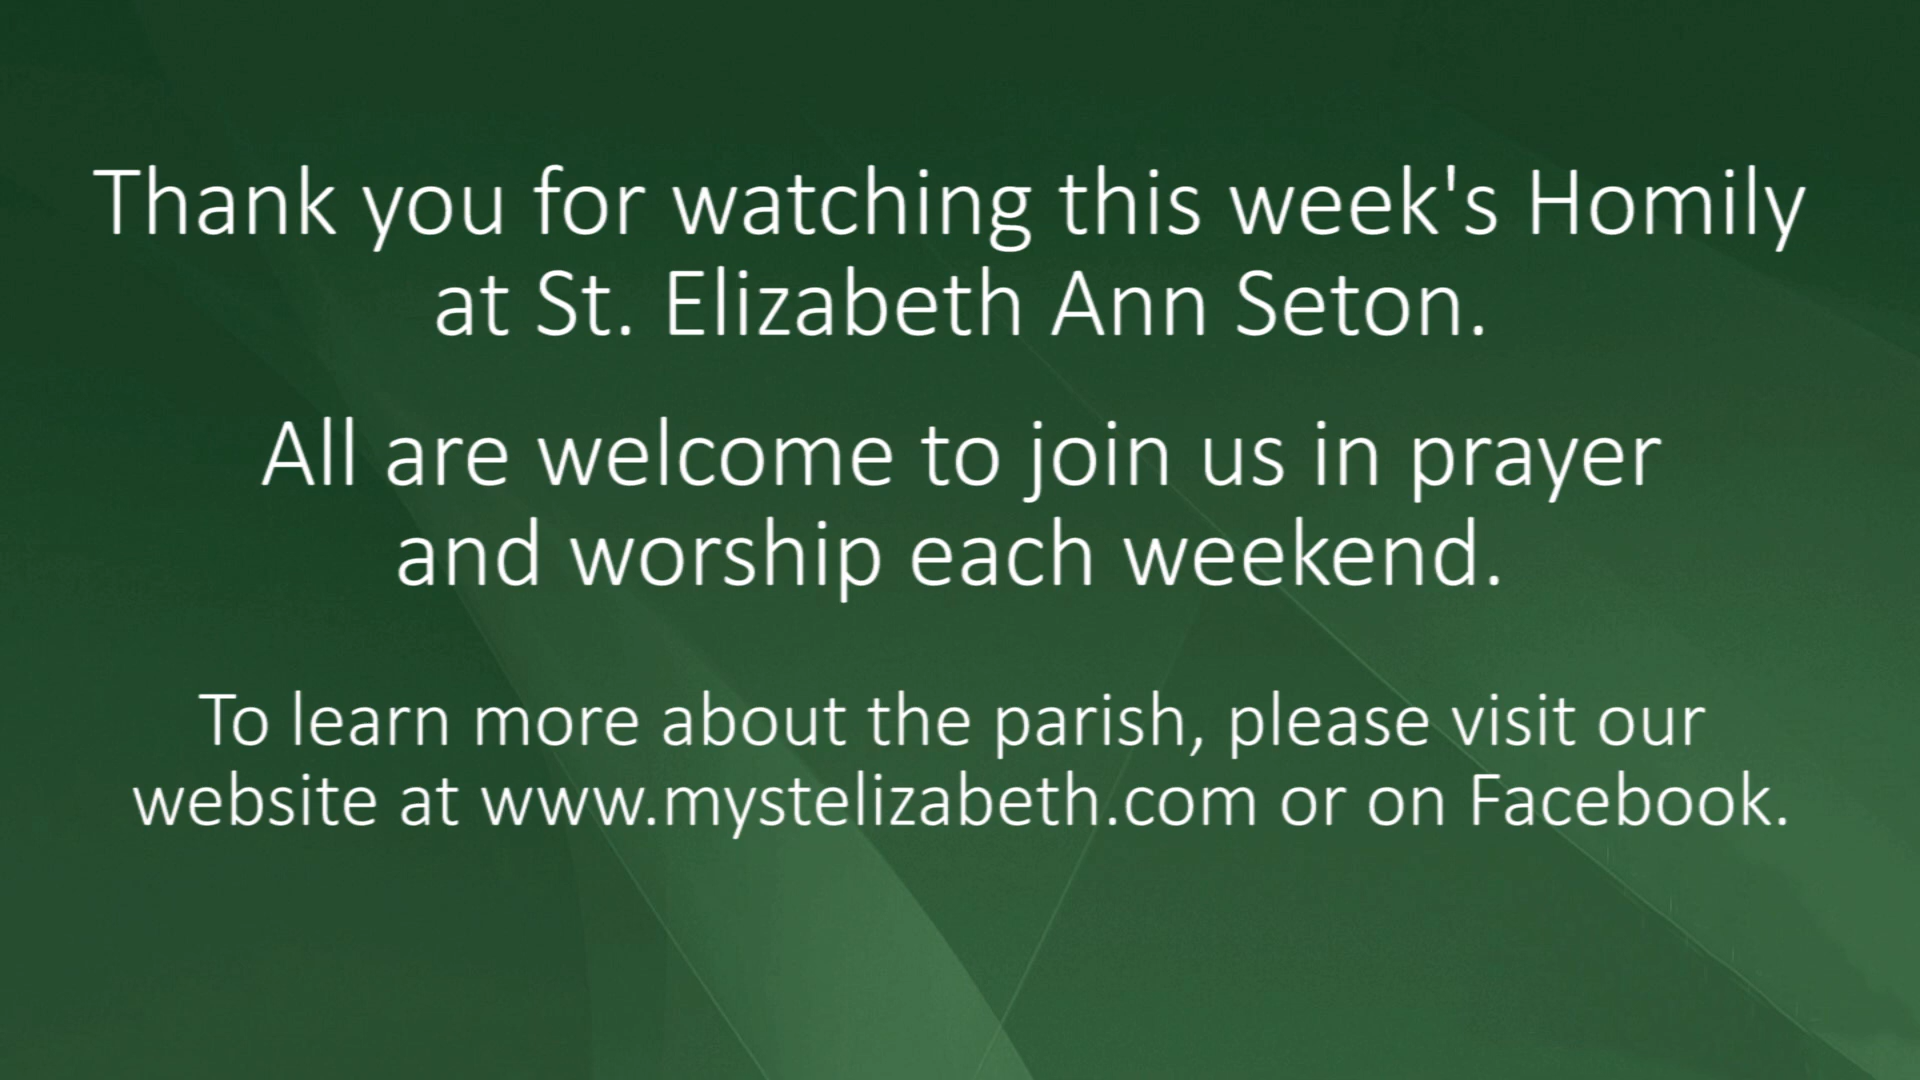 Thank you for watching this week's Homily
at St. Elizabeth Ann Seton.
All are welcome to join us in prayer
and worship each weekend.
To learn more about the parish, please visit our
website at www.mystelizabeth.com or on Facebook.